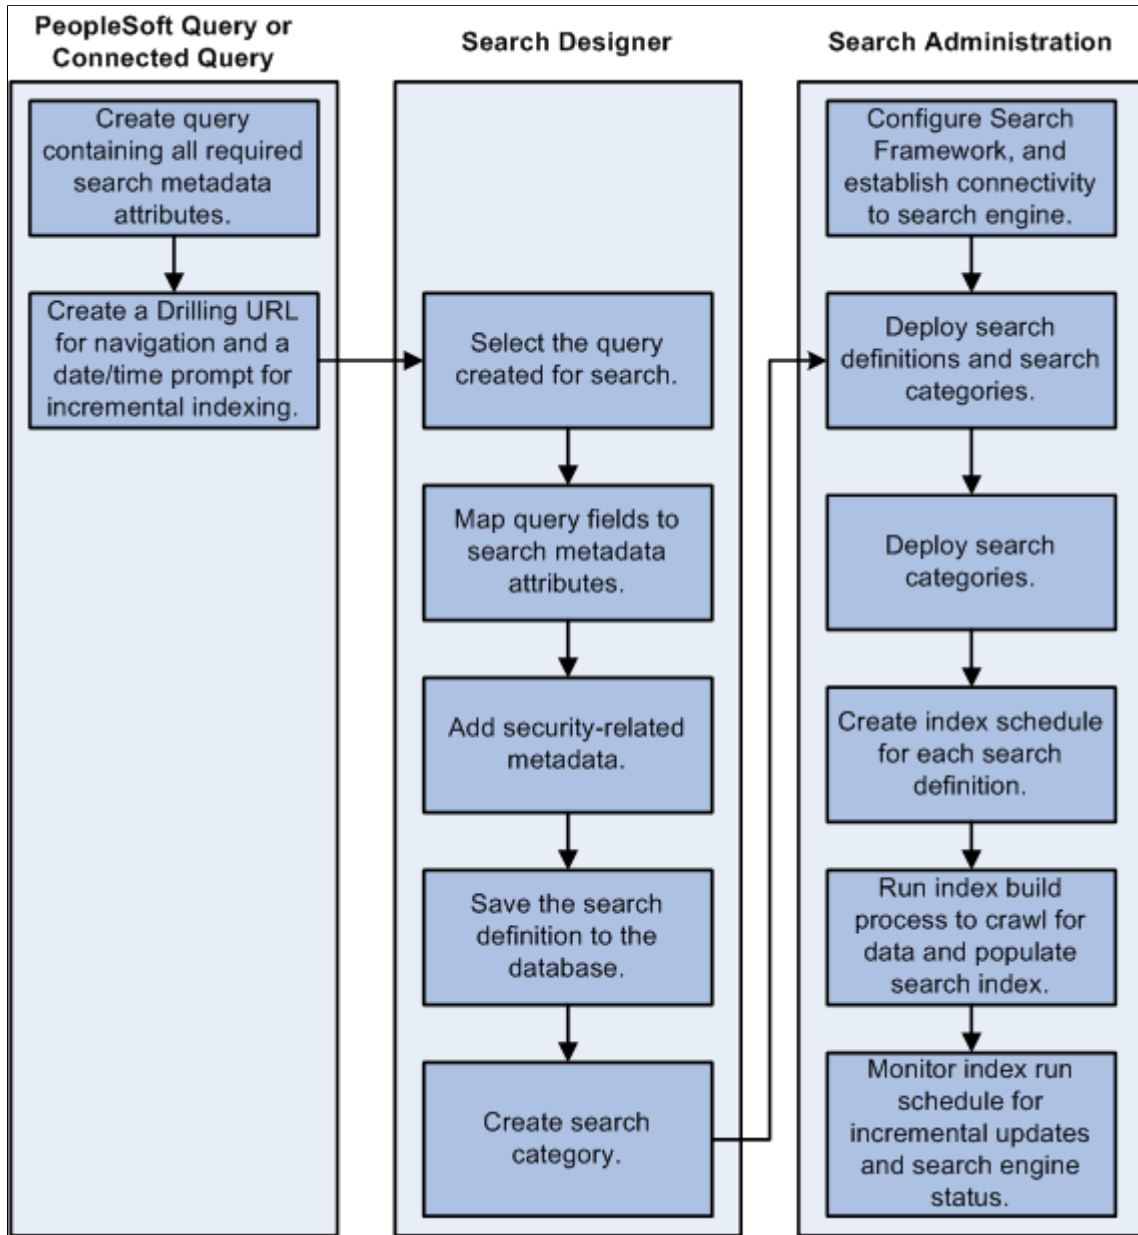 PeopleSoft Query or
Connected Query
Create query
containing all required
search metadata
attributes.
Create a Drilling URL
for navigation and a
date/time prompt for
incremental indexing.
Search Designer
Select the query
created for search.
Map query fields to
search metadata
attributes.
Add security-related
metadata.
Save the search
definition to the
database.
Create search
category.
Search Administration
Configure Search
Framework, and
establish connectivity
to search engine.
Deploy search
definitions and search
categories.
Deploy search
categories.
Create index schedule
for each search
definition.
Run index build
process to crawl for
data and populate
search index.
Monitor index run
schedule for
incremental updates
and search engine
status.